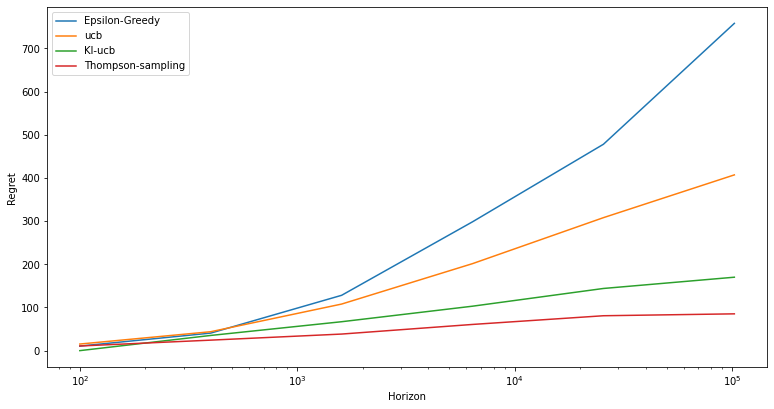 Epsilon-Greedy
ucb
Kl-ucb
Thompson-sampling
700
600
500
400
300
200
100
0
Regret
10²
10³
10⁴
10⁵
Horizon